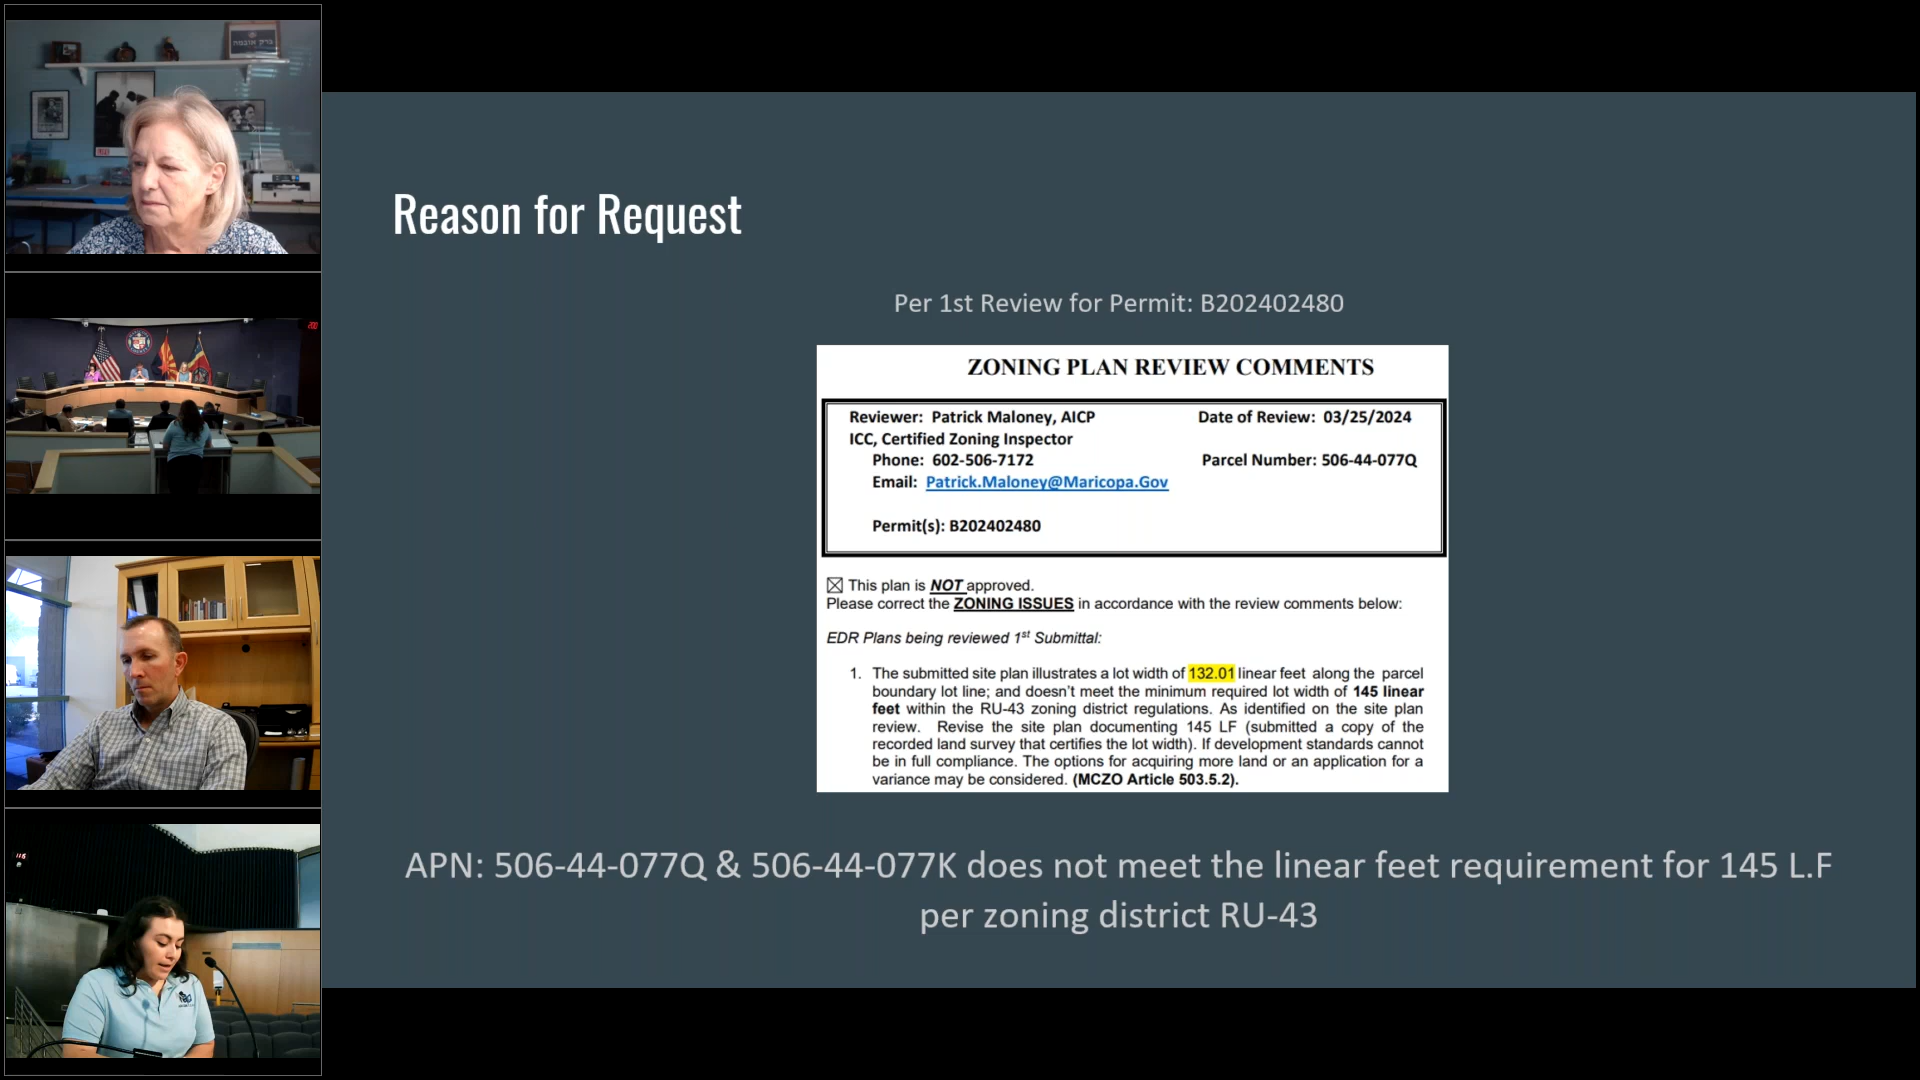 ברק אובמה
Reason for Request
Per 1st Review for Permit: B202402480
ZONING PLAN REVIEW COMMENTS
Reviewer: Patrick Maloney, AICP
Date of Review: 03/25/2024
ICC, Certified Zoning Inspector
Phone: 602-506-7172
Parcel Number: 506-44-077Q
Email: Patrick.Maloney@Maricopa.Gov
Permit(s): B202402480
☒ This plan is NOT approved.
Please correct the ZONING ISSUES in accordance with the review comments below:
EDR Plans being reviewed 1st Submittal:
1. The submitted site plan illustrates a lot width of 132.01 linear feet along the parcel
boundary lot line; and doesn't meet the minimum required lot width of 145 linear
feet within the RU-43 zoning district regulations. As identified on the site plan
review. Revise the site plan documenting 145 LF (submitted a copy of the
recorded land survey that certifies the lot width). If development standards cannot
be in full compliance. The options for acquiring more land or an application for a
variance may be considered. (MCZO Article 503.5.2).
APN: 506-44-077Q & 506-44-077K does not meet the linear feet requirement for 145 L.F
per zoning district RU-43